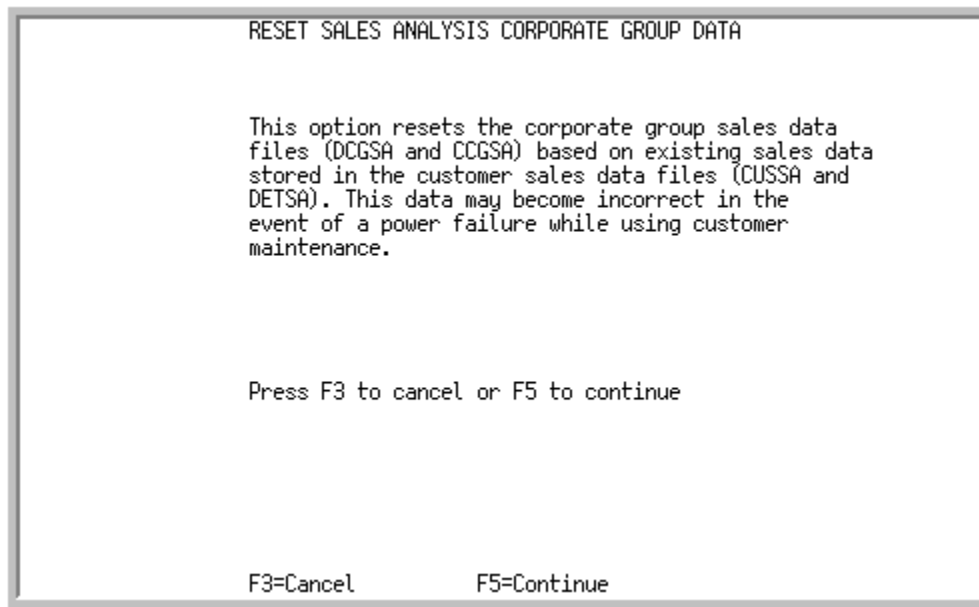 RESET SALES ANALYSIS CORPORATE GROUP DATA
This option resets the corporate group sales data
files (DCGSA and CCGSA) based on existing sales data
stored in the customer sales data files (CUSSA and
DETSA). This data may become incorrect in the
event of a power failure while using customer
maintenance.
Press F3 to cancel or F5 to continue
F3=Cancel F5=Continue